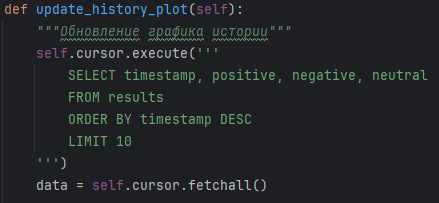 def update_history_plot(self):
    """Обновление графика истории"""
    self.cursor.execute('''
        SELECT timestamp, positive, negative, neutral
        FROM results
        ORDER BY timestamp DESC
        LIMIT 10
    ''')
    data = self.cursor.fetchall()